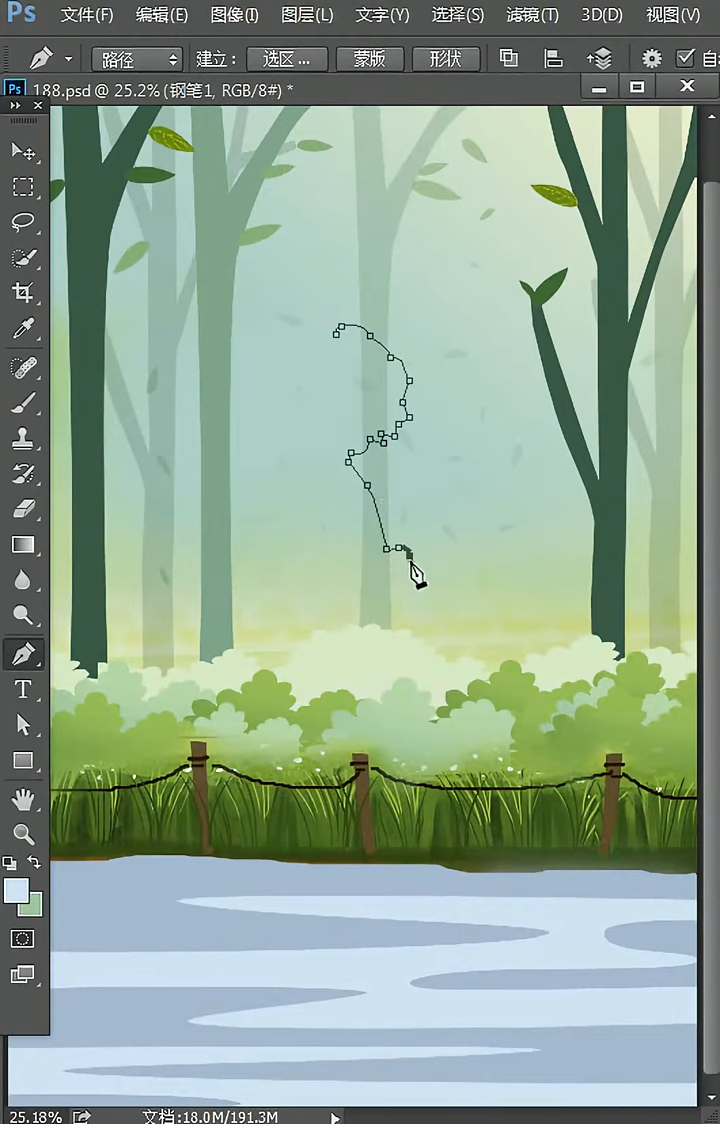 Ps 文件(F) 编辑(E) 图像(I) 图层(L) 文字(Y) 选择(S) 滤镜(T) 3D(D) 视图(V)
路径 建立: 选区… 蒙版 形状 自
Ps 188.psd @ 25.2% (钢笔1, RGB/8#) *
T
25.18% 文档:18.0M/191.3M